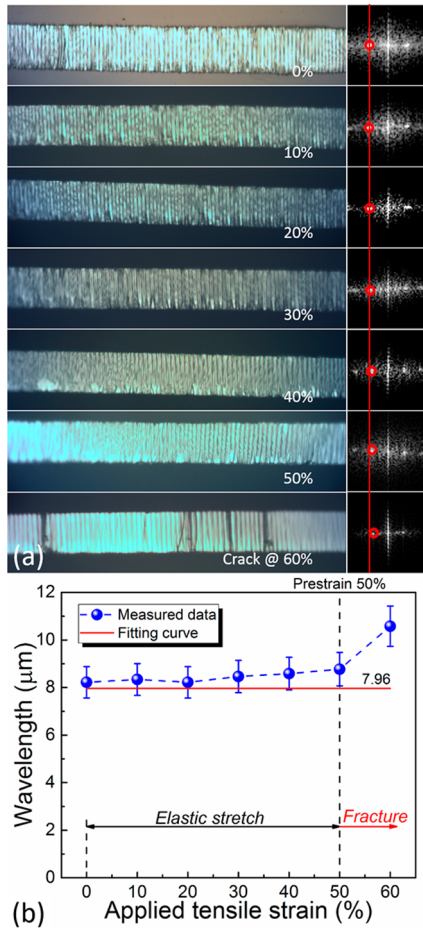 0%
10%
20%
30%
40%
50%
(a)
Crack @ 60%
Prestrain 50%
12
10
8
6
4
2
0
Wavelength (μm)
Measured data
Fitting curve
7.96
Elastic stretch
Fracture
0
10
20
30
40
50
60
(b)
Applied tensile strain (%)